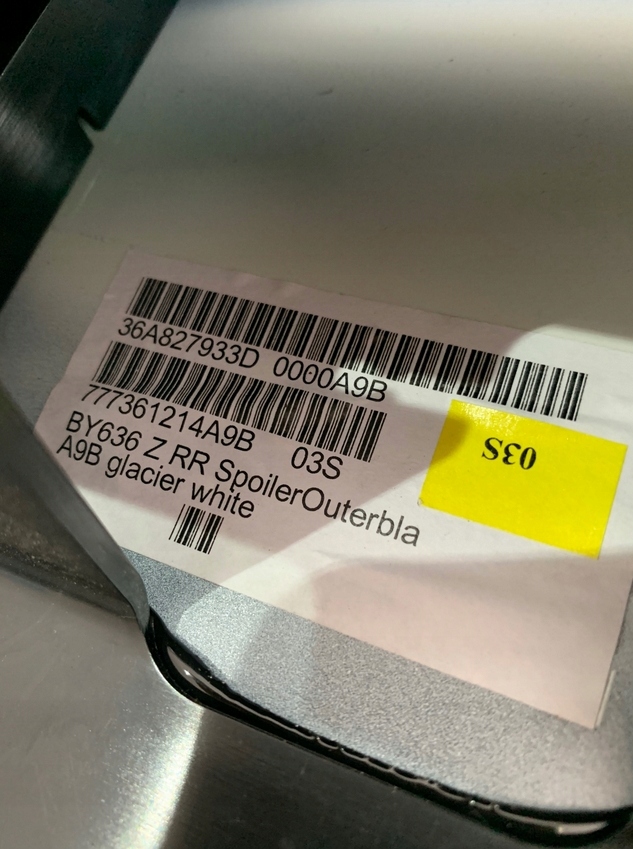 36A827933D 0000A9B
777361214A9B 03S
BY636 Z RR SpoilerOuterbla
A9B glacier white
03S